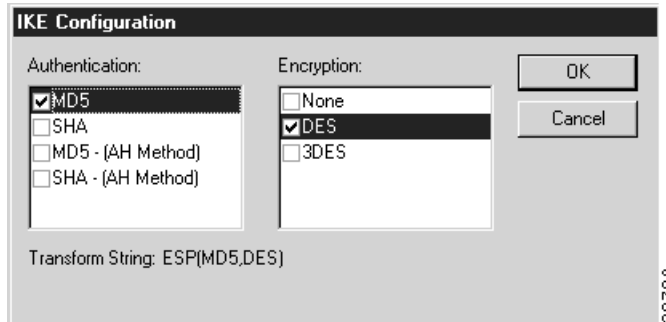 IKE Configuration
Authentication:
MD5
SHA
MD5 - (AH Method)
SHA - (AH Method)
Encryption:
None
DES
3DES
OK
Cancel
Transform String: ESP(MD5,DES)